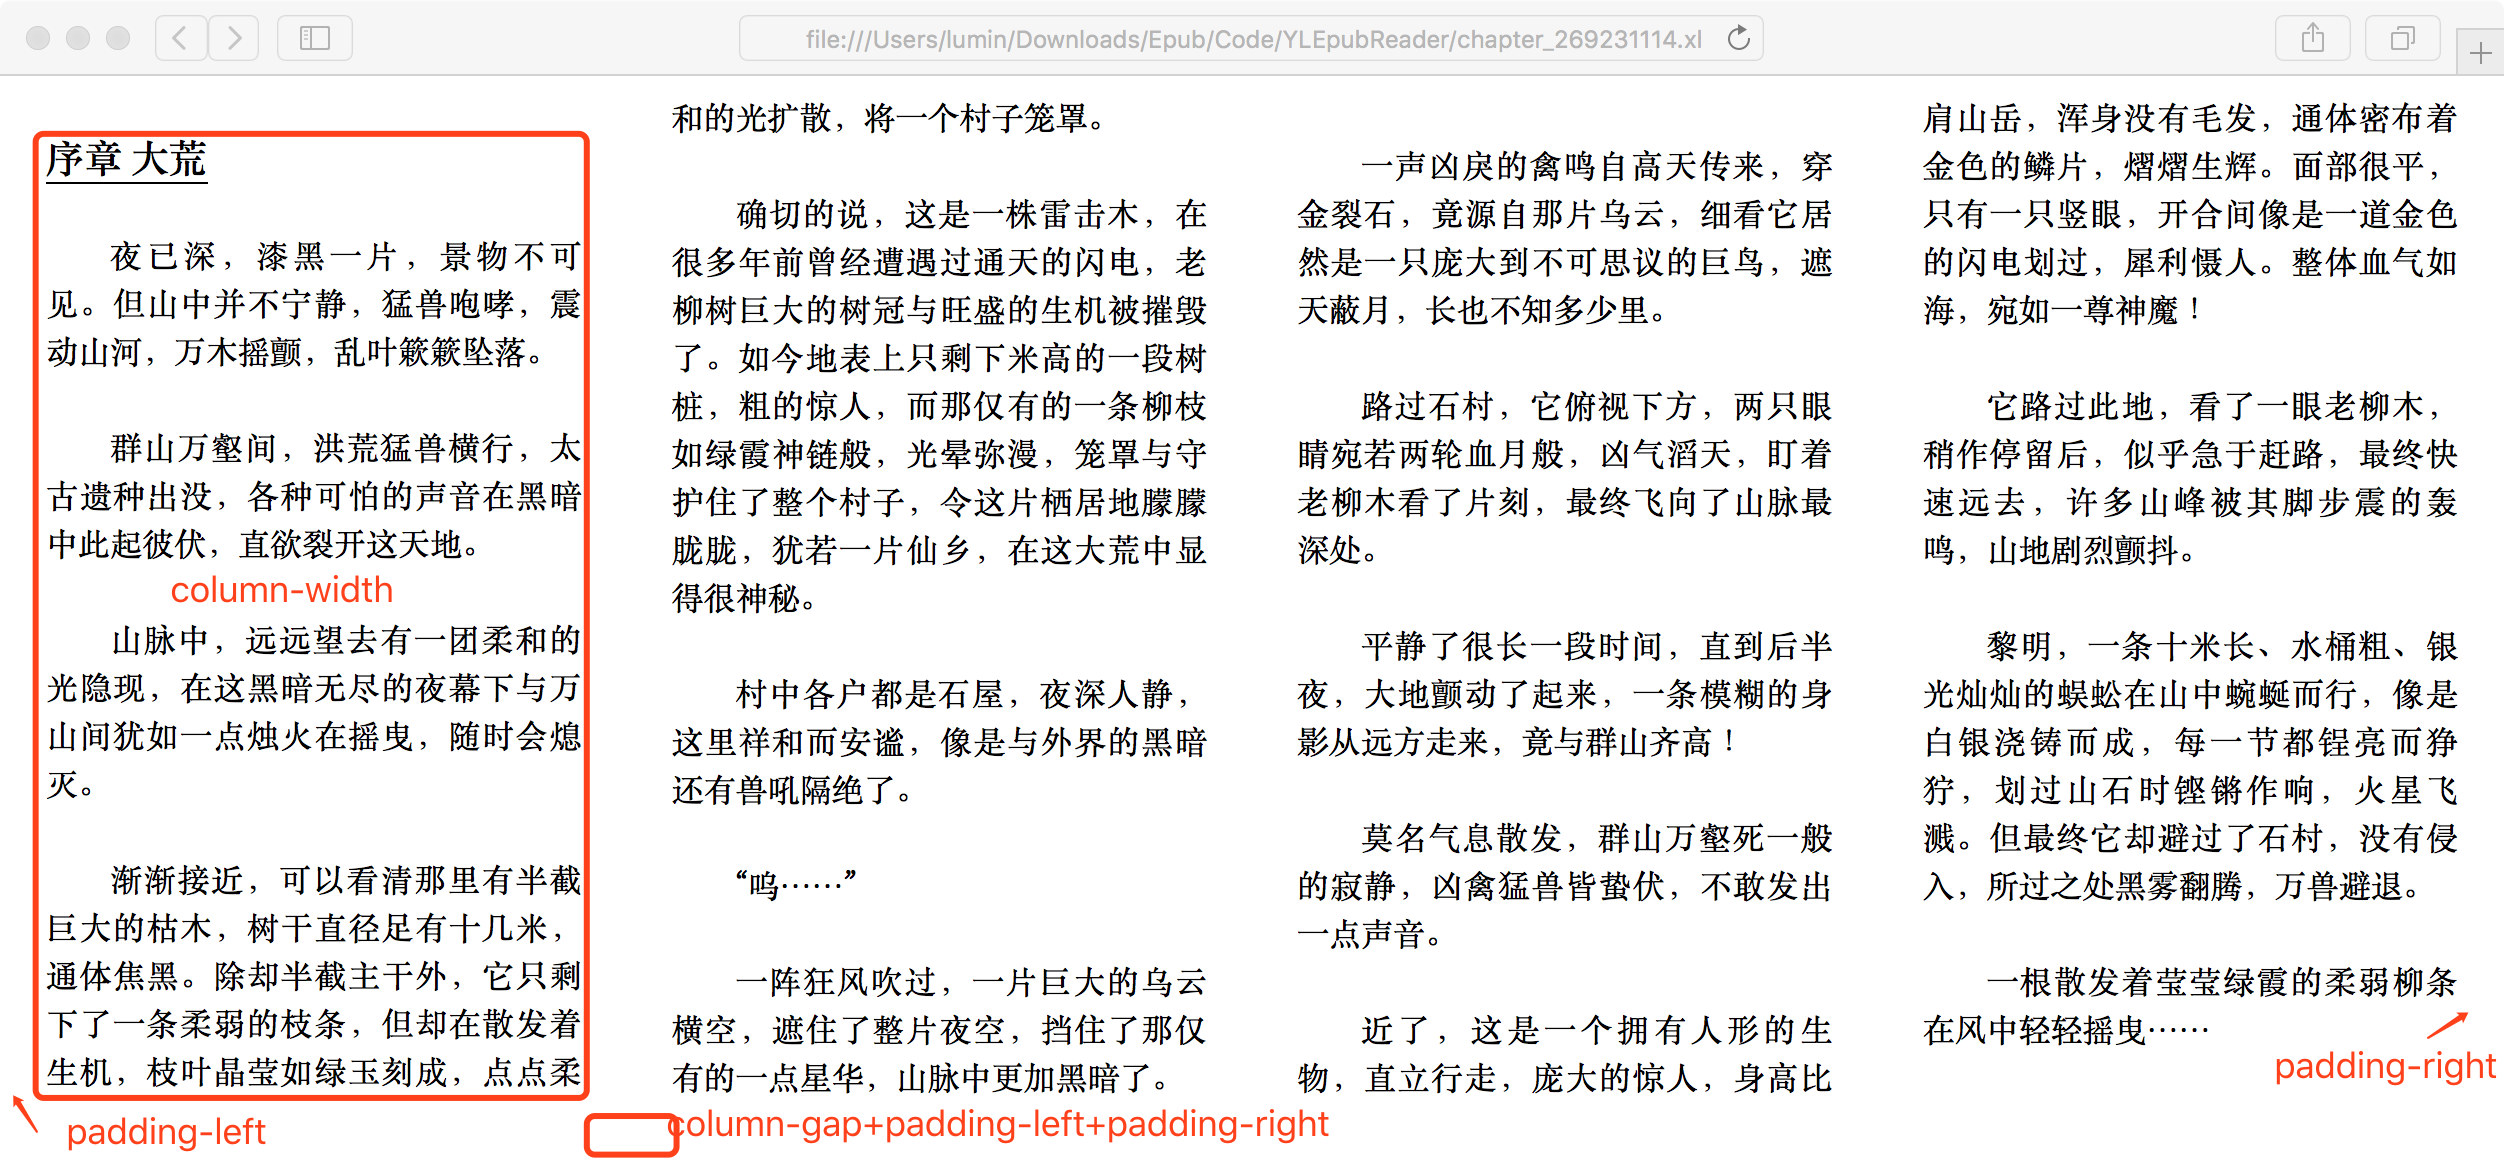 file:///Users/lumin/Downloads/Epub/Code/YLEpubReader/chapter_269231114.xl
序章 大荒
夜已深，漆黑一片，景物不可
见。但山中并不宁静，猛兽咆哮，震
动山河，万木摇颤，乱叶簌簌坠落。
群山万壑间，洪荒猛兽横行，太
古遗种出没，各种可怕的声音在黑暗
中此起彼伏，直欲裂开这天地。
column-width
山脉中，远远望去有一团柔和的
光隐现，在这黑暗无尽的夜幕下与万
山间犹如一点烛火在摇曳，随时会熄
灭。
渐渐接近，可以看清那里有半截
巨大的枯木，树干直径足有十几米，
通体焦黑。除却半截主干外，它只剩
下了一条柔弱的枝条，但却在散发着
生机，枝叶晶莹如绿玉刻成，点点柔
padding-left
和的光扩散，将一个村子笼罩。
确切的说，这是一株雷击木，在
很多年前曾经遭遇过通天的闪电，老
柳树巨大的树冠与旺盛的生机被摧毁
了。如今地表上只剩下米高的一段树
桩，粗的惊人，而那仅有的一条柳枝
如绿霞神链般，光晕弥漫，笼罩与守
护住了整个村子，令这片栖居地朦朦
胧胧，犹若一片仙乡，在这大荒中显
得很神秘。
村中各户都是石屋，夜深人静，
这里祥和而安谧，像是与外界的黑暗
还有兽吼隔绝了。
“呜……”
一阵狂风吹过，一片巨大的乌云
横空，遮住了整片夜空，挡住了那仅
有的一点星华，山脉中更加黑暗了。
column-gap+padding-left+padding-right
一声凶戾的禽鸣自高天传来，穿
金裂石，竟源自那片乌云，细看它居
然是一只庞大到不可思议的巨鸟，遮
天蔽月，长也不知多少里。
路过石村，它俯视下方，两只眼
睛宛若两轮血月般，凶气滔天，盯着
老柳木看了片刻，最终飞向了山脉最
深处。
平静了很长一段时间，直到后半
夜，大地颤动了起来，一条模糊的身
影从远方走来，竟与群山齐高！
莫名气息散发，群山万壑死一般
的寂静，凶禽猛兽皆蛰伏，不敢发出
一点声音。
近了，这是一个拥有人形的生
物，直立行走，庞大的惊人，身高比
肩山岳，浑身没有毛发，通体密布着
金色的鳞片，熠熠生辉。面部很平，
只有一只竖眼，开合间像是一道金色
的闪电划过，犀利慑人。整体血气如
海，宛如一尊神魔！
它路过此地，看了一眼老柳木，
稍作停留后，似乎急于赶路，最终快
速远去，许多山峰被其脚步震的轰
鸣，山地剧烈颤抖。
黎明，一条十米长、水桶粗、银
光灿灿的蜈蚣在山中蜿蜒而行，像是
白银浇铸而成，每一节都锃亮而狰
狞，划过山石时铿锵作响，火星飞
溅。但最终它却避过了石村，没有侵
入，所过之处黑雾翻腾，万兽避退。
一根散发着莹莹绿霞的柔弱柳条
在风中轻轻摇曳……
padding-right